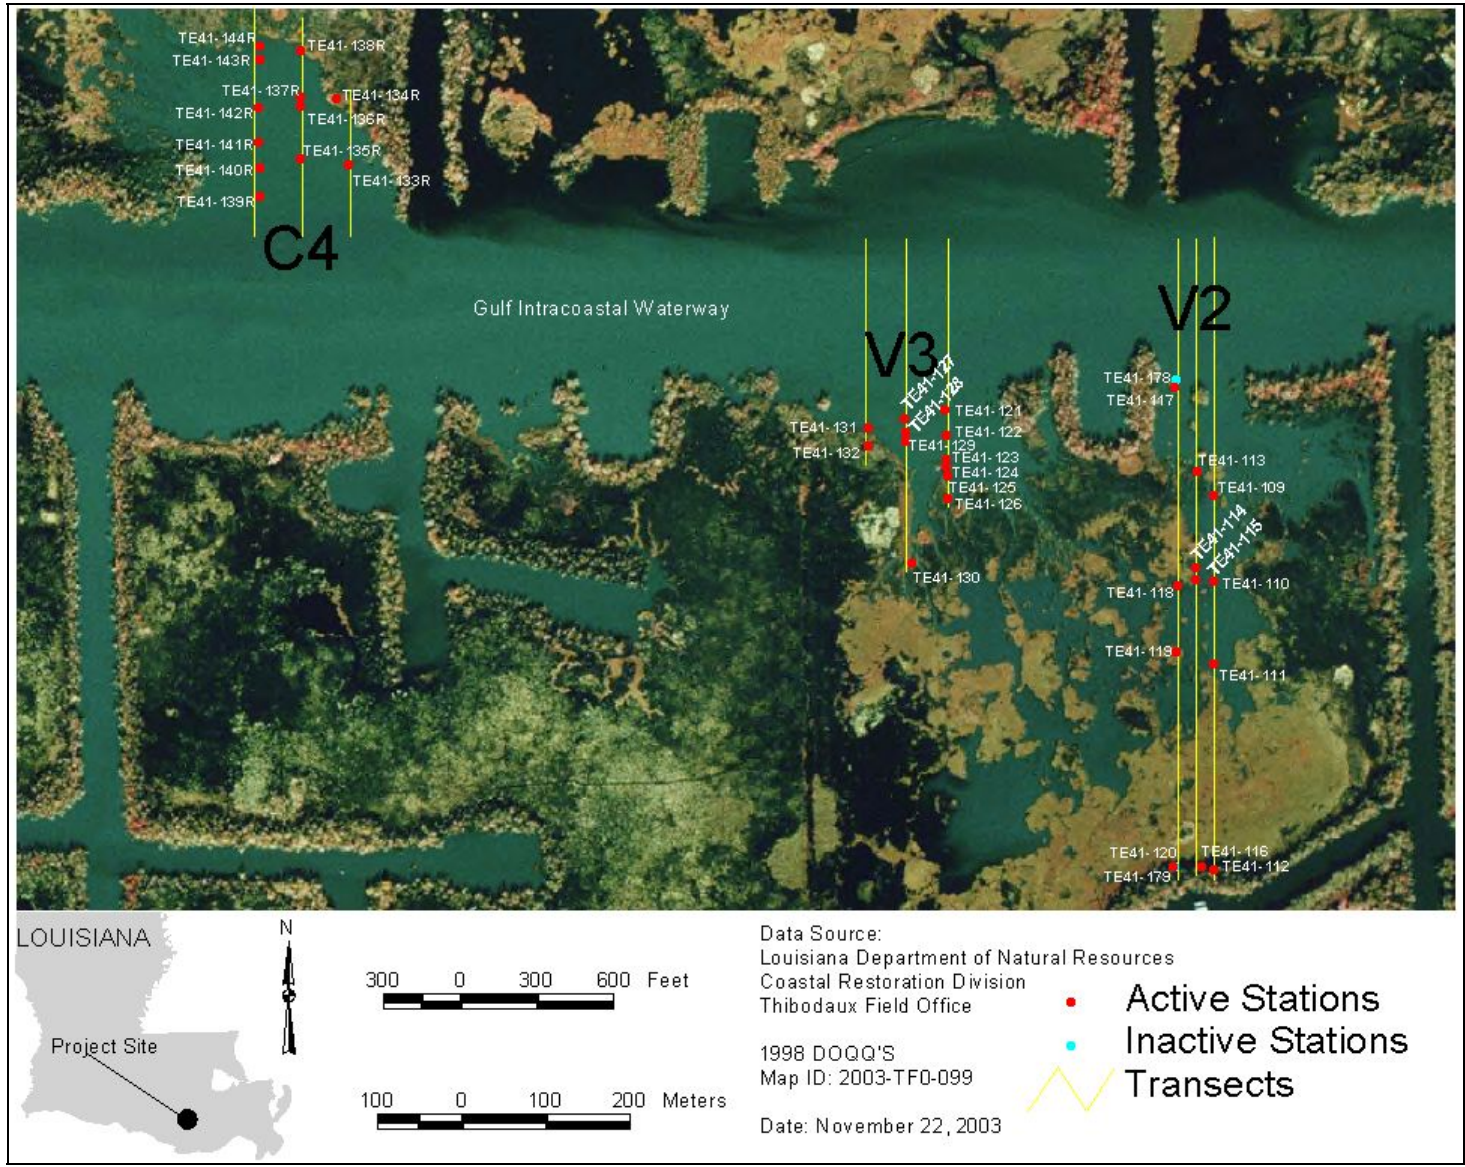 TE41-144R
TE41-143R
TE41-138R
TE41-137R
TE41-134R
TE41-142R
TE41-136R
TE41-141R
TE41-135R
TE41-140R
TE41-133R
TE41-139R
C4
Gulf Intracoastal Waterway
V3
V2
TE41-127
TE41-128
TE41-131
TE41-132
TE41-129
TE41-121
TE41-122
TE41-123
TE41-124
TE41-125
TE41-126
TE41-130
TE41-178
TE41-117
TE41-113
TE41-109
TE41-114
TE41-115
TE41-118
TE41-110
TE41-119
TE41-111
TE41-120
TE41-116
TE41-179
TE41-112
LOUISIANA
Project Site
N
300 0 300 600 Feet
100 0 100 200 Meters
Data Source:
Louisiana Department of Natural Resources
Coastal Restoration Division
Thibodaux Field Office
1998 DOQQ'S
Map ID: 2003-TF0-099
Date: November 22, 2003
Active Stations
Inactive Stations
Transects